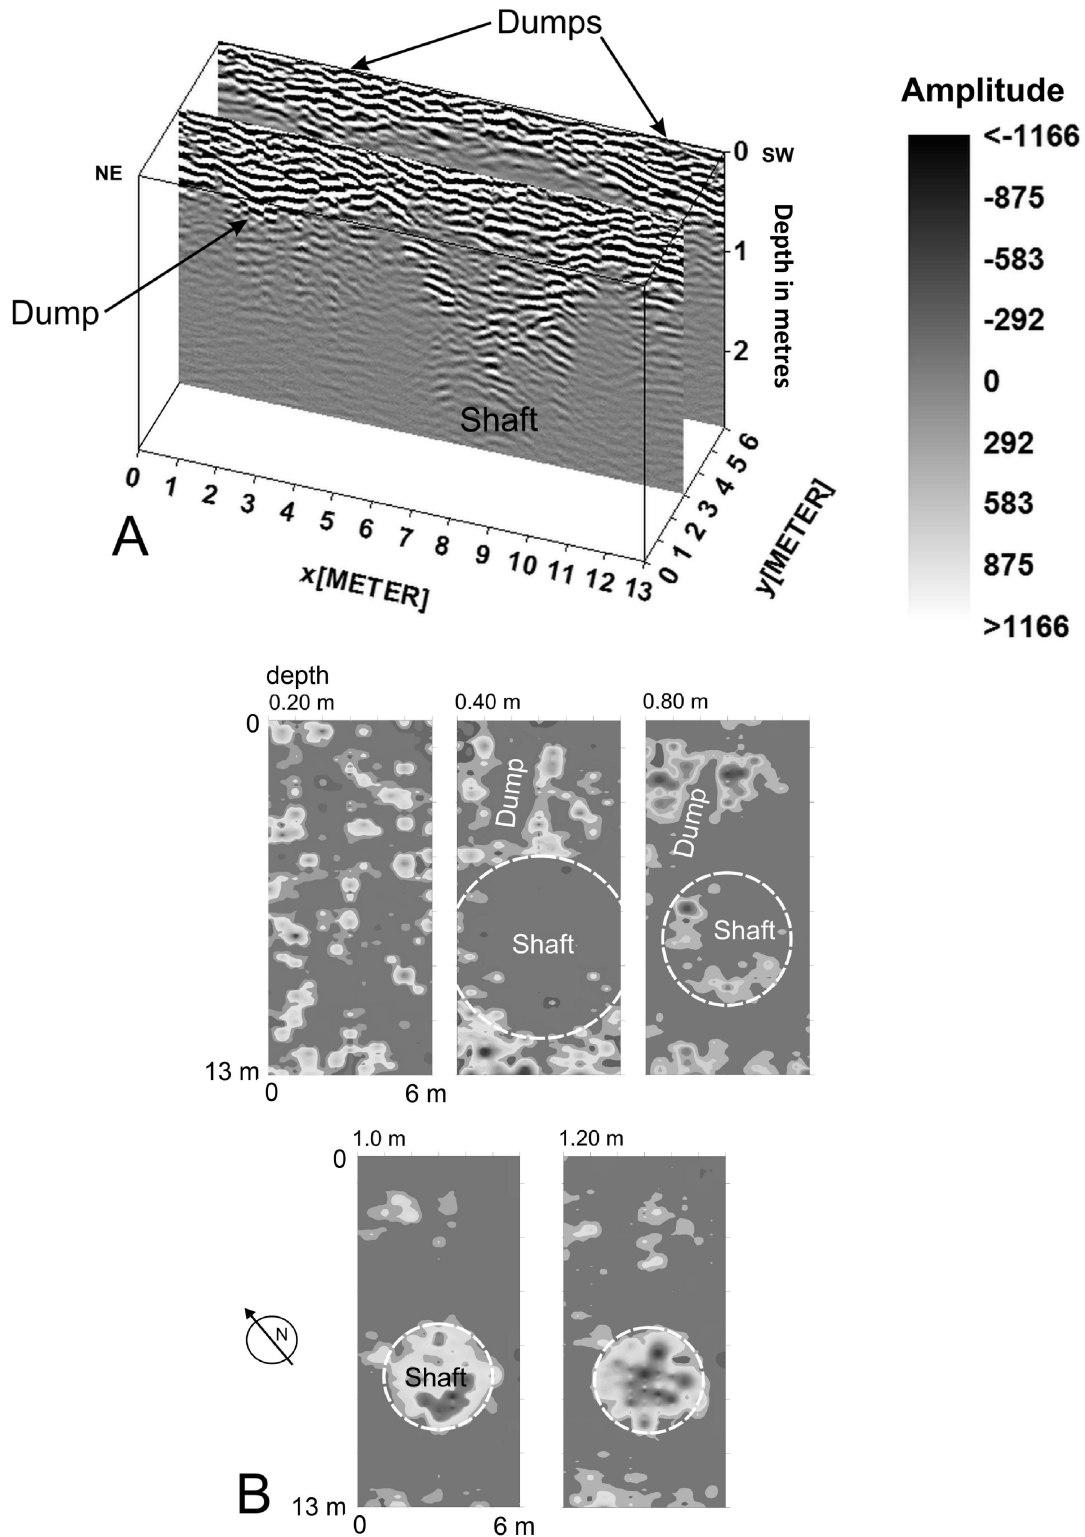 Dumps
Amplitude
<-1166
-875
-583
-292
0
292
583
875
>1166
NE
0 SW
1
2
Depth in metres
Dump
Shaft
0 1 2 3 4 5 6 7 8 9 10 11 12 13
x[METER]
0 1 2 3 4 5 6
y[METER]
A
depth
0.20 m
0.40 m
0.80 m
0
Dump
Dump
Shaft
Shaft
13 m
0
6 m
1.0 m
1.20 m
0
N
Shaft
B
13 m
0
6 m